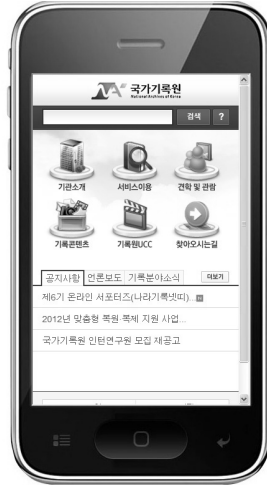 국가기록원
National Archives of Korea
검색 ?
기관소개 서비스이용 견학 및 관람
기록콘텐츠 기록원UCC 찾아오시는길
공지사항 언론보도 기록분야소식 더보기
제6기 온라인 서포터즈(나라기록넷띠)...
2012년 맞춤형 복원·복제 지원 사업...
국가기록원 인턴연구원 모집 재공고